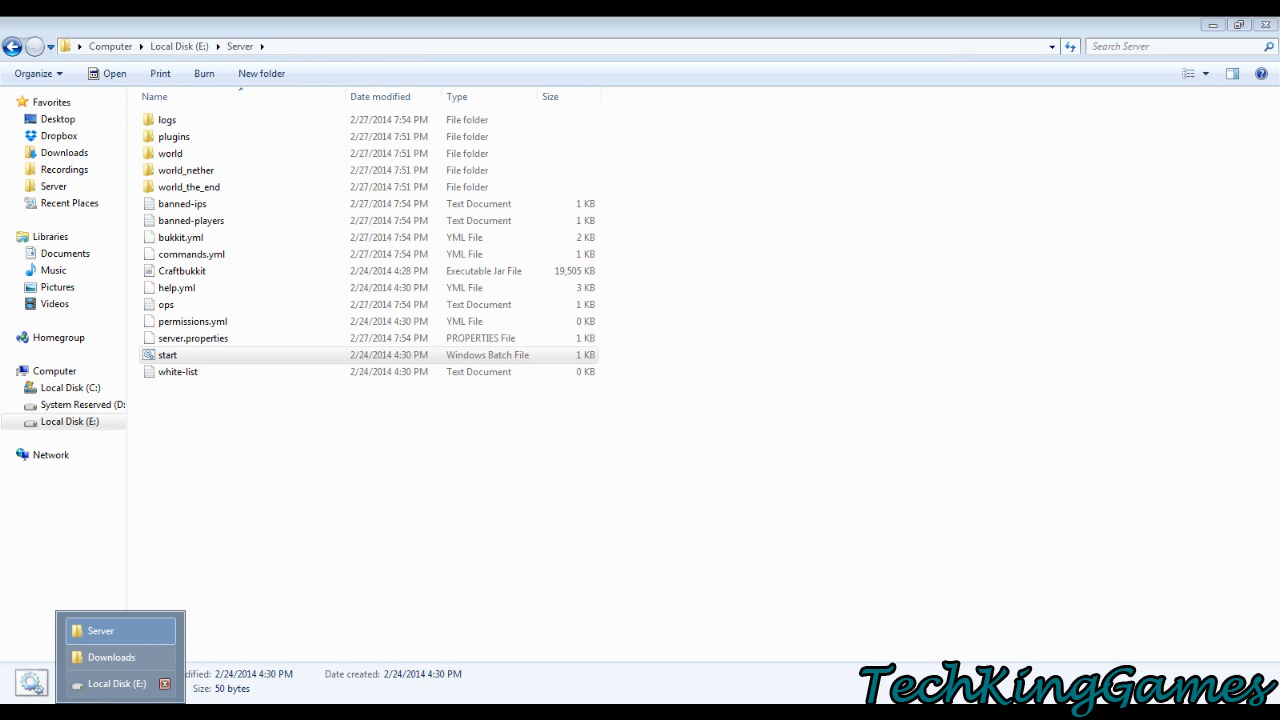 Computer Local Disk (E:) Server
Search Server
Organize Open Print Burn New folder
Name Date modified Type Size
Favorites
Desktop
Dropbox
Downloads
Recordings
Server
Recent Places
Libraries
Documents
Music
Pictures
Videos
Homegroup
Computer
Local Disk (C:)
System Reserved (D:
Local Disk (E:)
Network
logs 2/27/2014 7:54 PM File folder
plugins 2/27/2014 7:51 PM File folder
world 2/27/2014 7:51 PM File folder
world_nether 2/27/2014 7:51 PM File folder
world_the_end 2/27/2014 7:51 PM File folder
banned-ips 2/27/2014 7:54 PM Text Document 1 KB
banned-players 2/27/2014 7:54 PM Text Document 1 KB
bukkit.yml 2/27/2014 7:54 PM YML File 2 KB
commands.yml 2/27/2014 7:54 PM YML File 1 KB
Craftbukkit 2/24/2014 4:28 PM Executable Jar File 19,505 KB
help.yml 2/24/2014 4:30 PM YML File 3 KB
ops 2/27/2014 7:54 PM Text Document 1 KB
permissions.yml 2/24/2014 4:30 PM YML File 0 KB
server.properties 2/27/2014 7:54 PM PROPERTIES File 1 KB
start 2/24/2014 4:30 PM Windows Batch File 1 KB
white-list 2/24/2014 4:30 PM Text Document 0 KB
Server
Downloads
Local Disk (E:)
dified: 2/24/2014 4:30 PM Date created: 2/24/2014 4:30 PM
Size: 50 bytes
TechKingGames